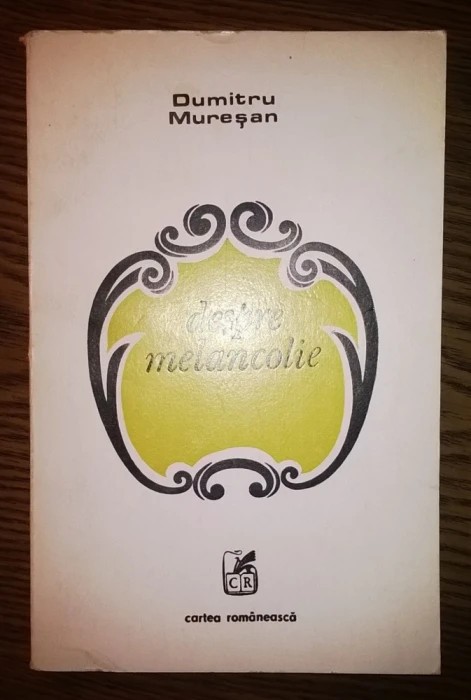 Dumitru
Mureşan
despre
melancolie
CR
cartea românească